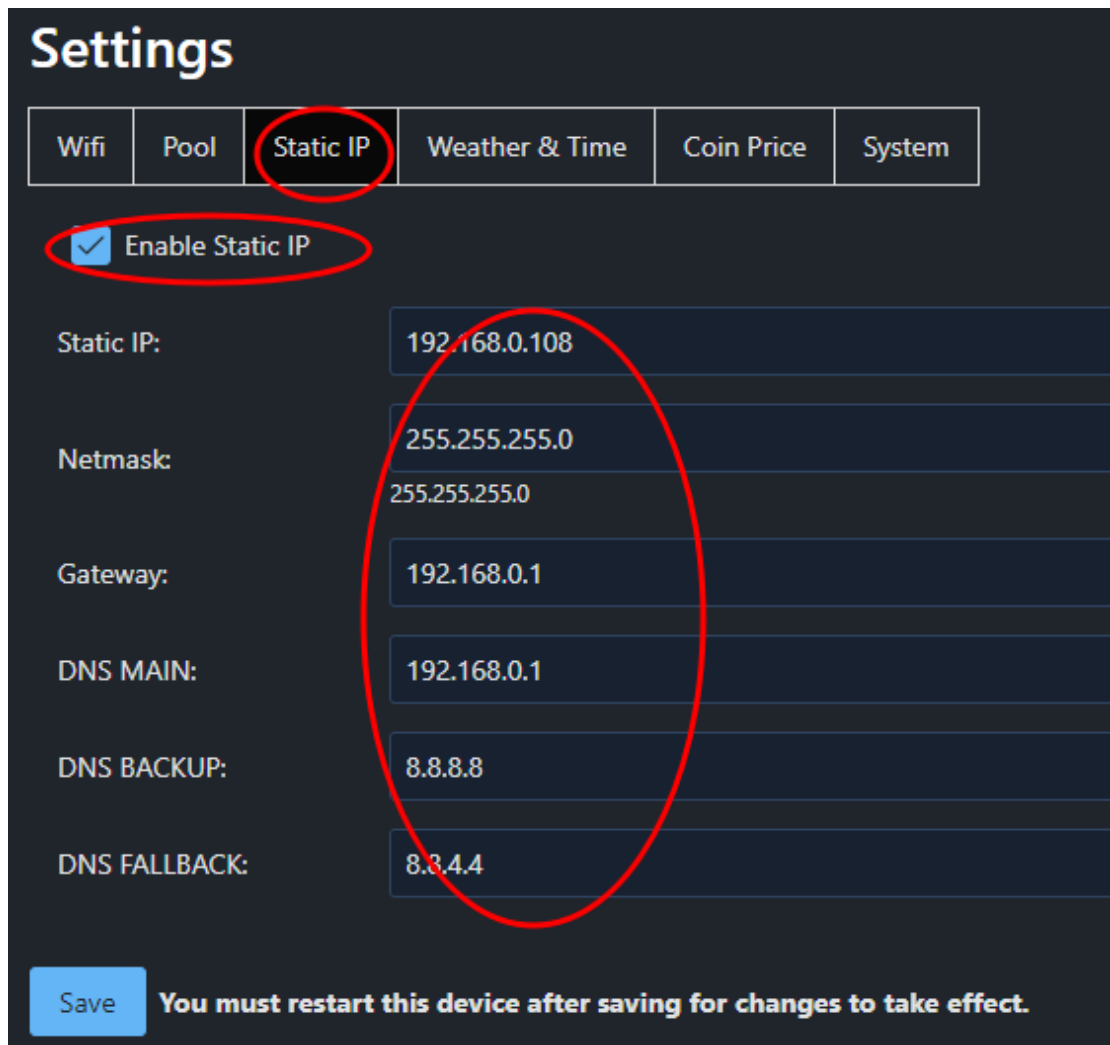 Settings
Wifi Pool Static IP Weather & Time Coin Price System
Enable Static IP
Static IP: 192.168.0.108
Netmask: 255.255.255.0
255.255.255.0
Gateway: 192.168.0.1
DNS MAIN: 192.168.0.1
DNS BACKUP: 8.8.8.8
DNS FALLBACK: 8.8.4.4
Save You must restart this device after saving for changes to take effect.